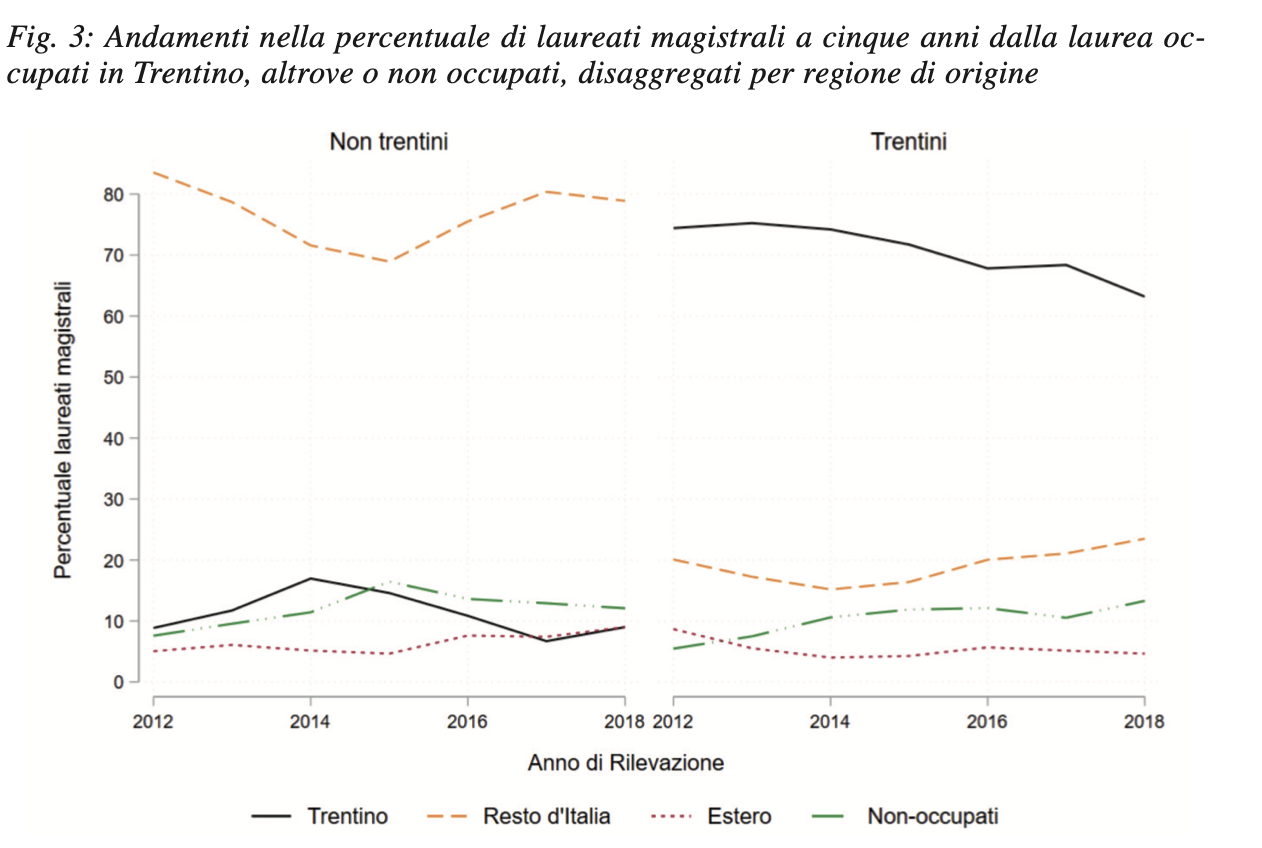 Fig. 3: Andamenti nella percentuale di laureati magistrali a cinque anni dalla laurea oc-
cupati in Trentino, altrove o non occupati, disaggregati per regione di origine
Non trentini
Trentini
Percentuale laureati magistrali
80
70
60
50
40
30
20
10
0
2012 2014 2016 2018 2012 2014 2016 2018
Anno di Rilevazione
Trentino Resto d'Italia Estero Non-occupati